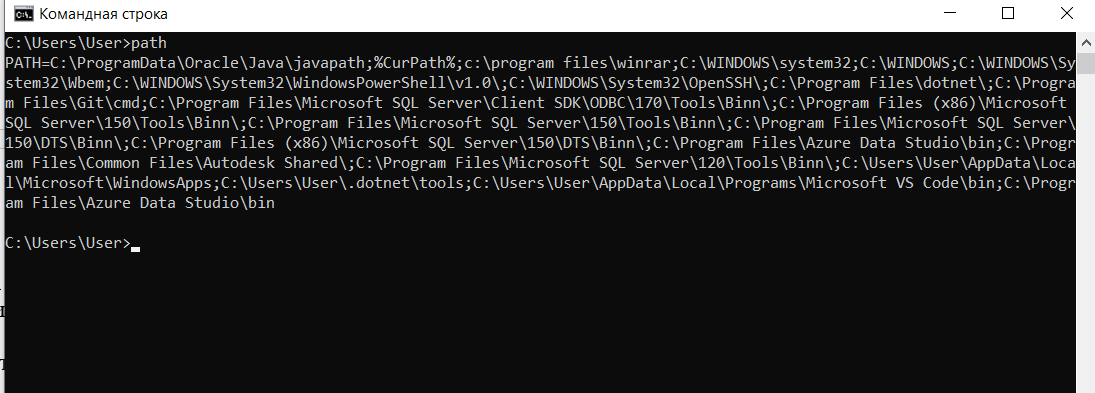 Командная строка
C:\Users\User>path
PATH=C:\ProgramData\Oracle\Java\javapath;%CurPath%;c:\program files\winrar;C:\WINDOWS\system32;C:\WINDOWS;C:\WINDOWS\Sy
stem32\Wbem;C:\WINDOWS\System32\WindowsPowerShell\v1.0\;C:\WINDOWS\System32\OpenSSH\;C:\Program Files\dotnet\;C:\Progra
m Files\Git\cmd;C:\Program Files\Microsoft SQL Server\Client SDK\ODBC\170\Tools\Binn\;C:\Program Files (x86)\Microsoft
SQL Server\150\Tools\Binn\;C:\Program Files\Microsoft SQL Server\150\Tools\Binn\;C:\Program Files\Microsoft SQL Server\
150\DTS\Binn\;C:\Program Files (x86)\Microsoft SQL Server\150\DTS\Binn\;C:\Program Files\Azure Data Studio\bin;C:\Progr
am Files\Common Files\Autodesk Shared\;C:\Program Files\Microsoft SQL Server\120\Tools\Binn\;C:\Users\User\AppData\Loca
l\Microsoft\WindowsApps;C:\Users\User\.dotnet\tools;C:\Users\User\AppData\Local\Programs\Microsoft VS Code\bin;C:\Progr
am Files\Azure Data Studio\bin
C:\Users\User>